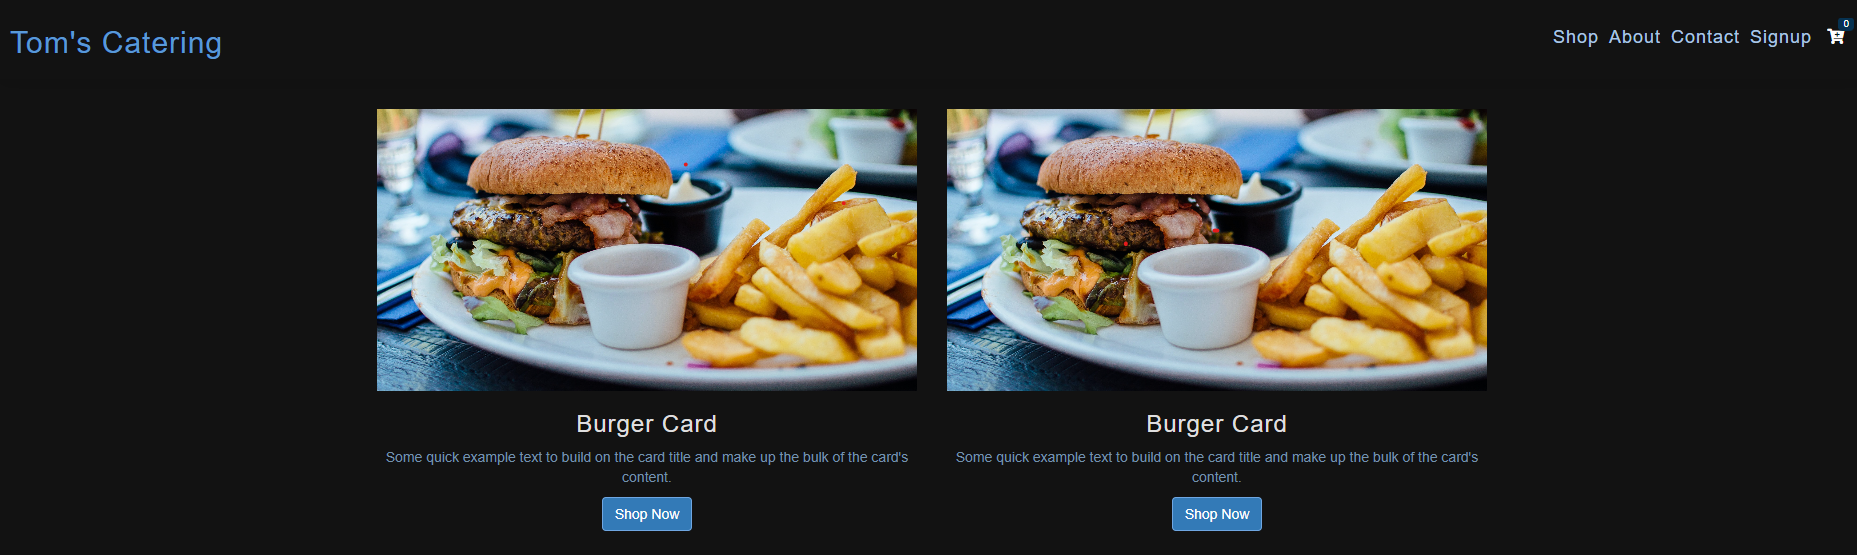 Tom's Catering
Shop About Contact Signup 0
Burger Card
Some quick example text to build on the card title and make up the bulk of the card's
content.
Shop Now
Burger Card
Some quick example text to build on the card title and make up the bulk of the card's
content.
Shop Now